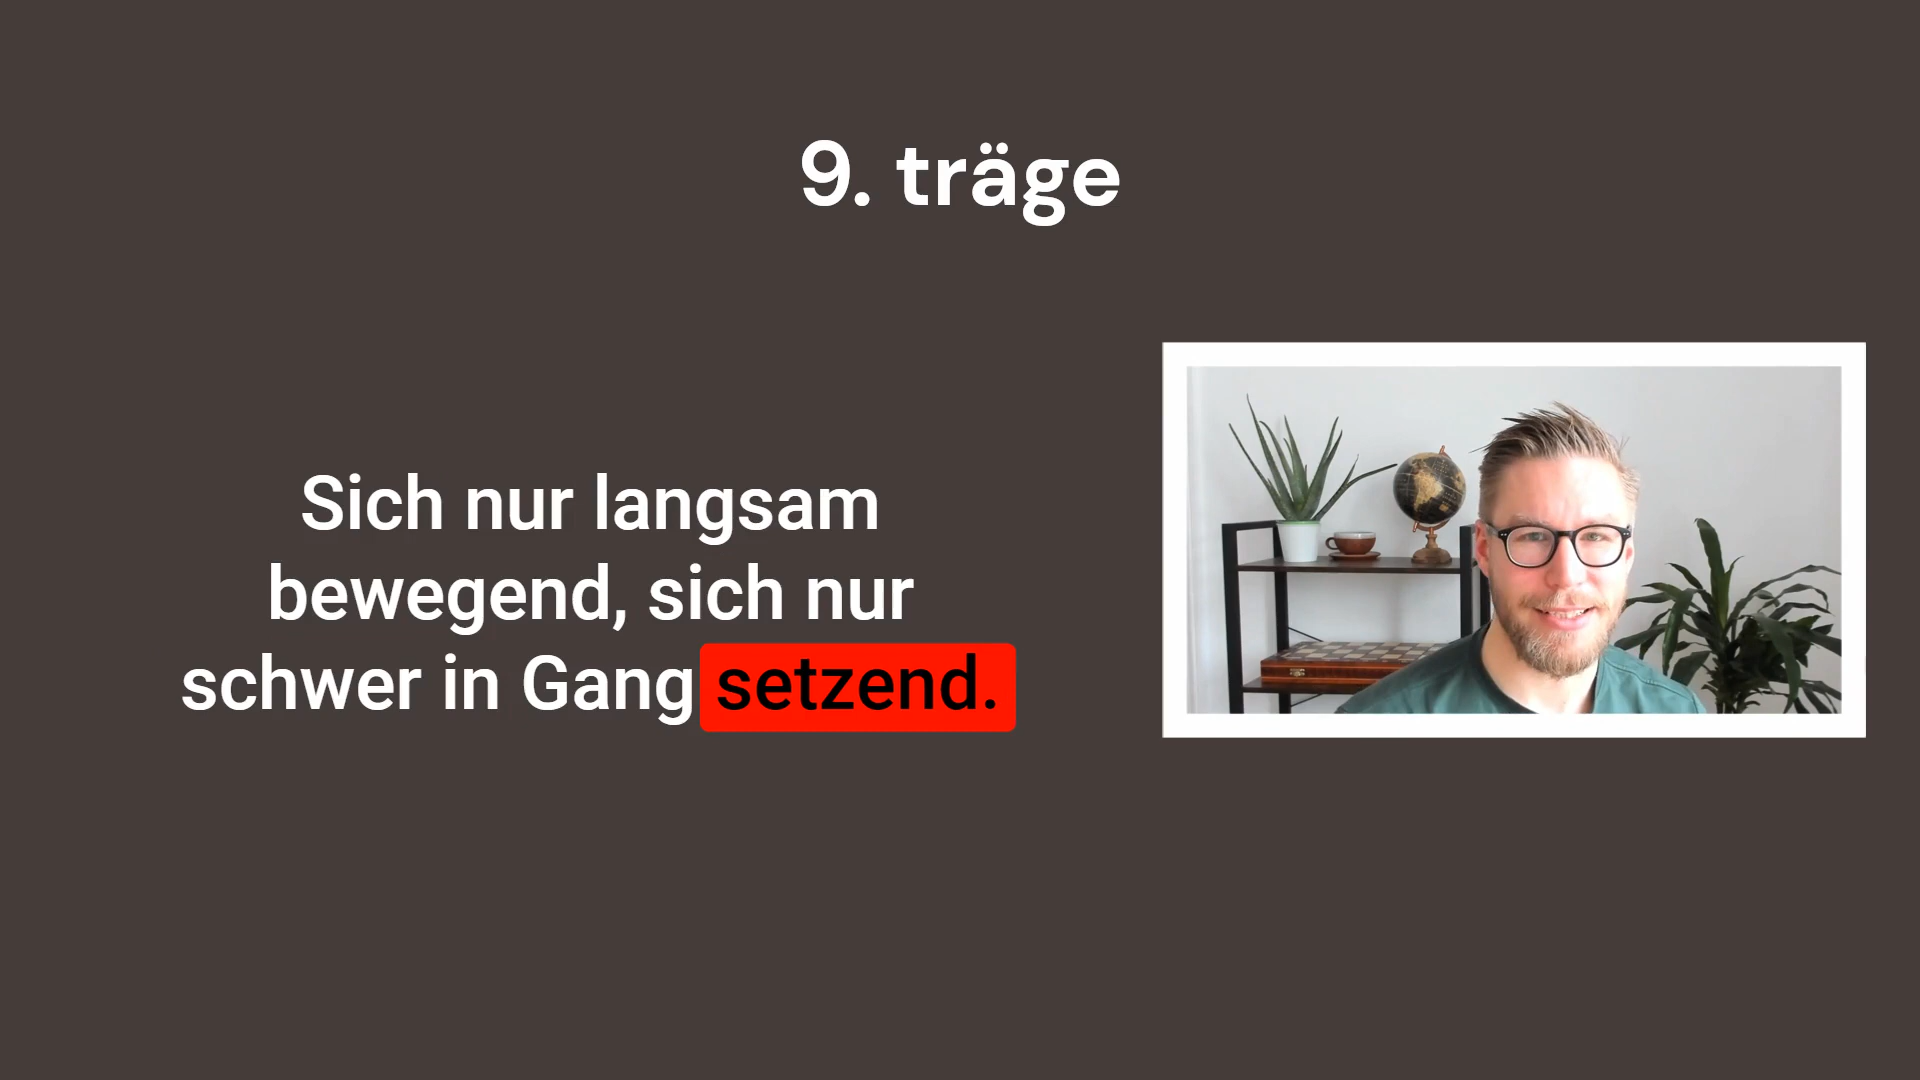 9. träge
Sich nur langsam
bewegend, sich nur
schwer in Gang setzend.